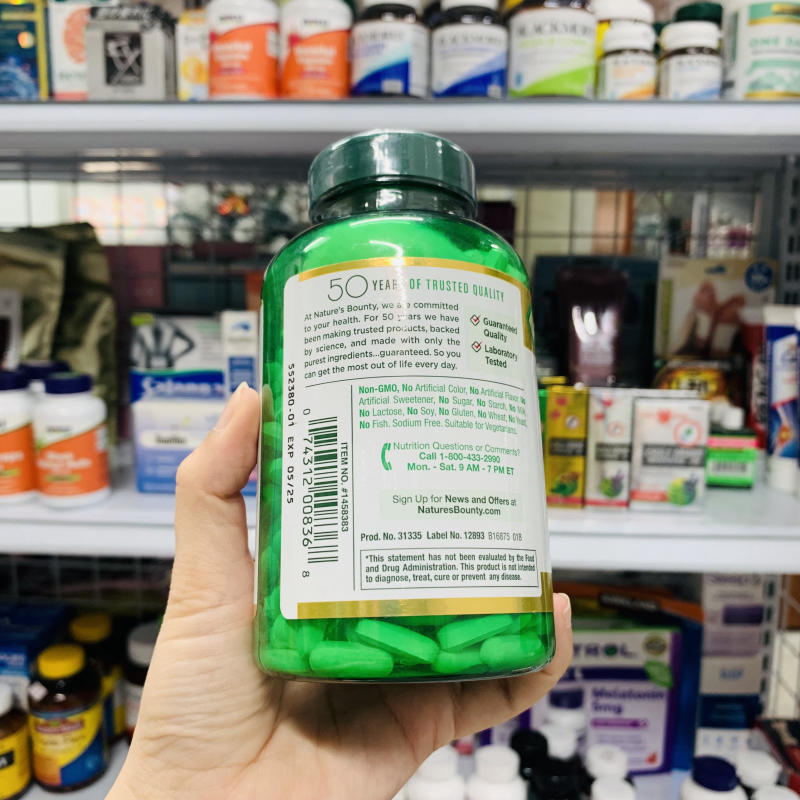 50 YEARS OF TRUSTED QUALITY
At Nature's Bounty, we are committed
to your health. For 50 years we have
been making trusted products, backed
by science, and made with only the
purest ingredients...guaranteed. So you
can get the most out of life every day.
Guaranteed
Quality
Laboratory
Tested
Non-GMO, No Artificial Color, No Artificial Flavor, No
Artificial Sweetener, No Sugar, No Starch, No Milk,
No Lactose, No Soy, No Gluten, No Wheat, No Yeast,
No Fish. Sodium Free. Suitable for Vegetarians.
Nutrition Questions or Comments?
Call 1-800-433-2990
Mon. - Sat. 9 AM - 7 PM ET
Sign Up for News and Offers at
NaturesBounty.com
Prod. No. 31335 Label No. 12893 B16875 01B
*This statement has not been evaluated by the Food
and Drug Administration. This product is not intended
to diagnose, treat, cure or prevent any disease.
552380-01 EXP 05/25
0 74312 00836 8
ITEM NO. #1458383
ONE DAILY
Melatonin
5mg